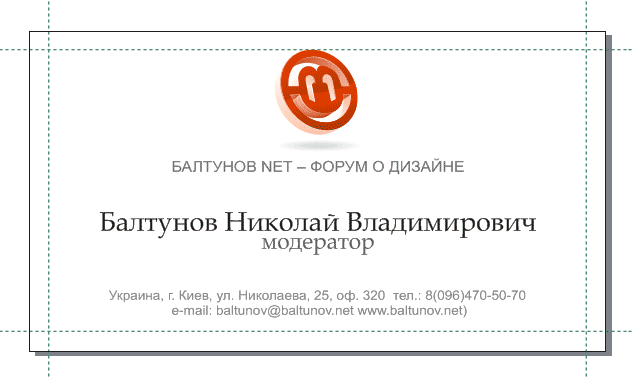 БАЛТУНОВ NET – ФОРУМ О ДИЗАЙНЕ
Балтунов Николай Владимирович
модератор
Украина, г. Киев, ул. Николаева, 25, оф. 320 тел.: 8(096)470-50-70
e-mail: baltunov@baltunov.net www.baltunov.net)